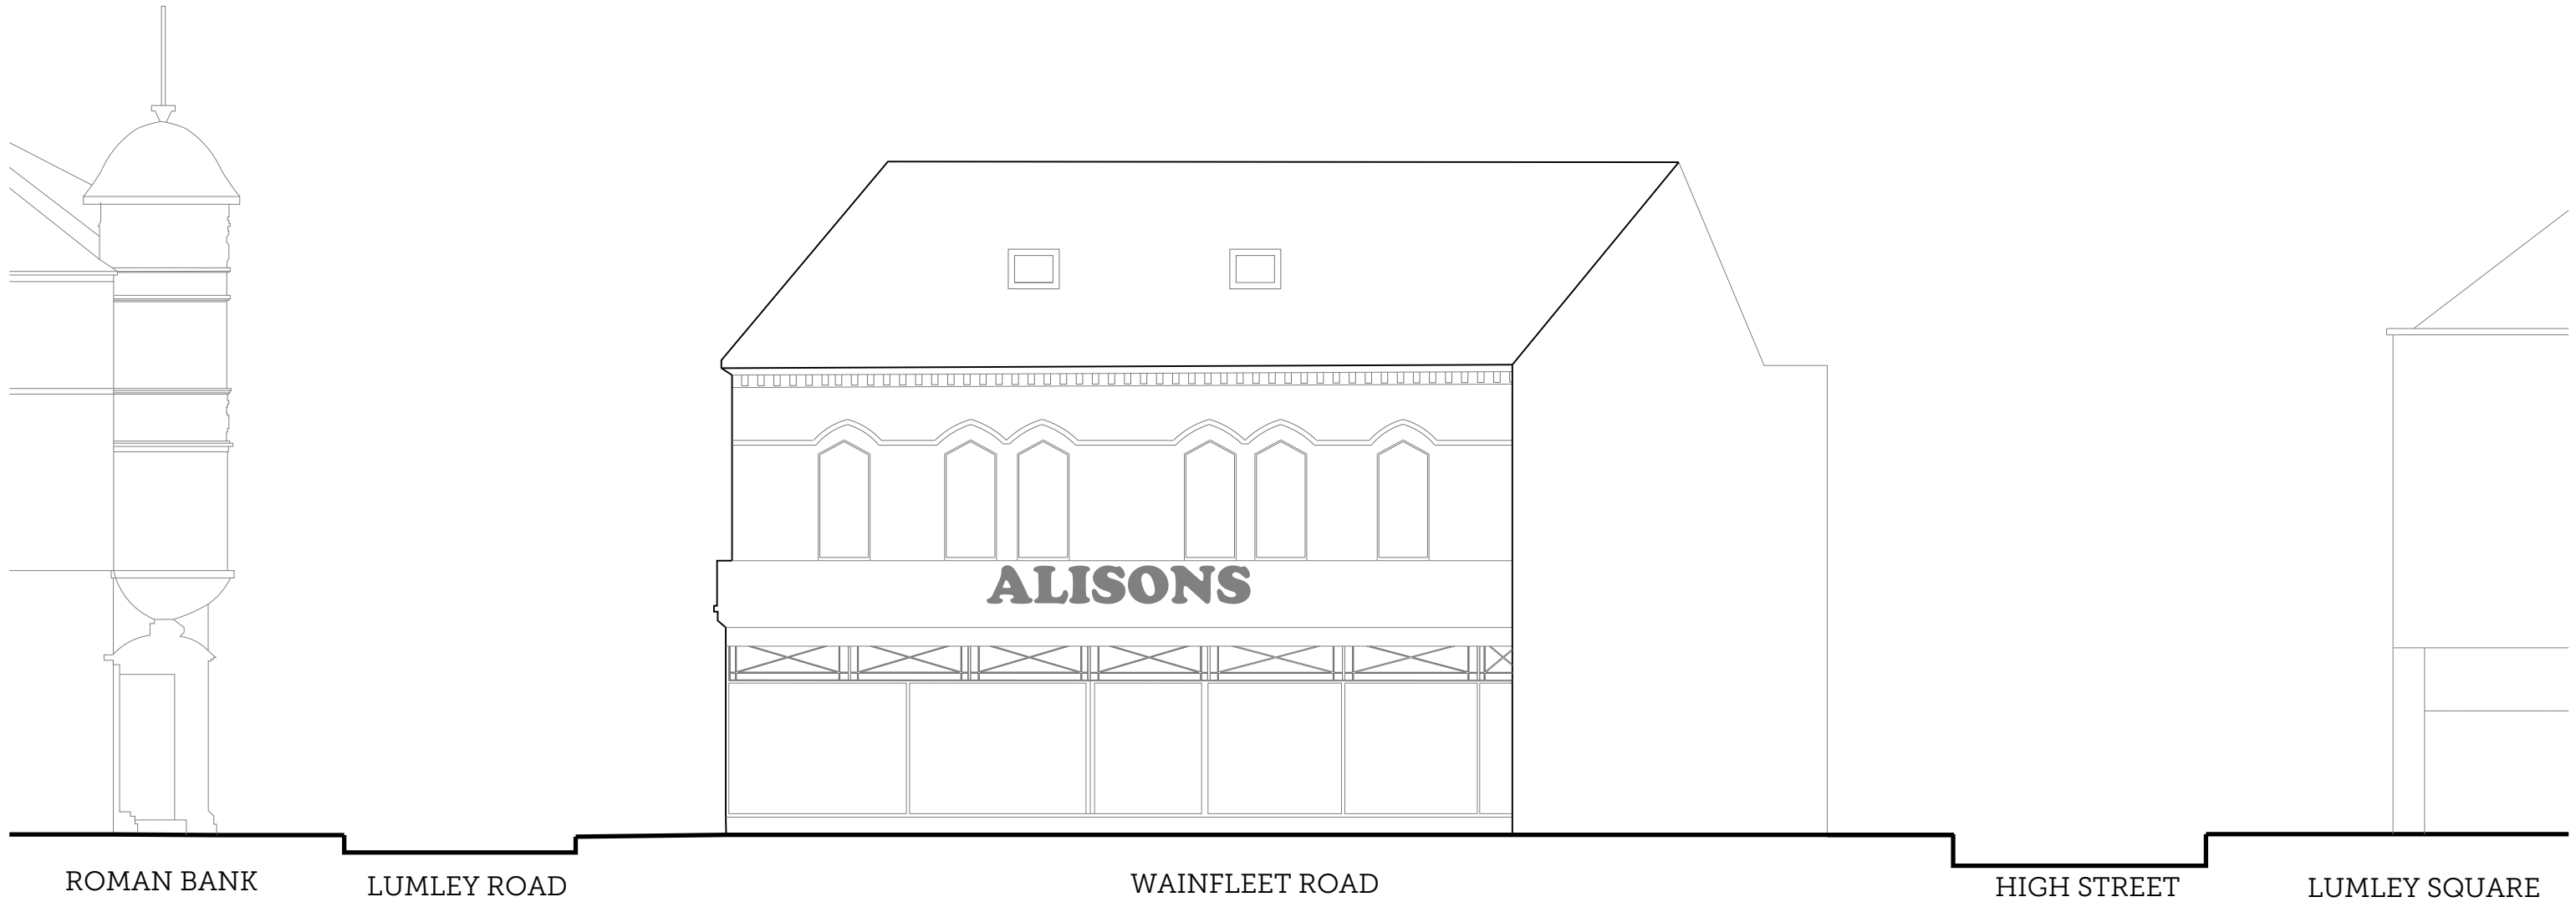 ALISONS
ROMAN BANK
LUMLEY ROAD
WAINFLEET ROAD
HIGH STREET
LUMLEY SQUARE